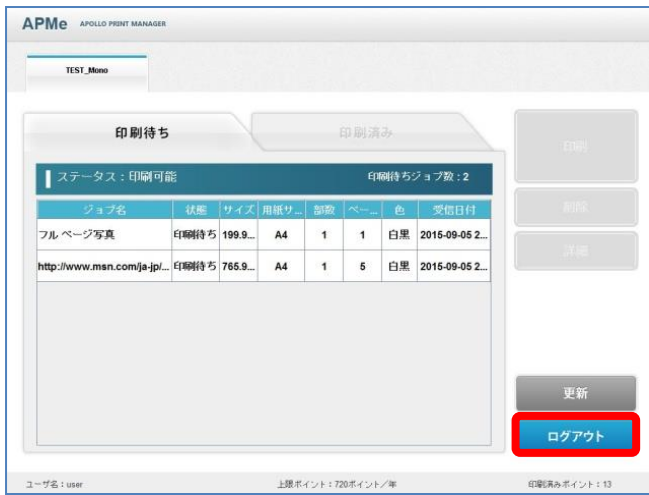 APMe APOLLO PRINT MANAGER
TEST_Mono
印刷待ち 印刷済み
印刷
ステータス：印刷可能 印刷待ちジョブ数：2
削除
ジョブ名 状態 サイズ 用紙サ... 部数 ペー... 色 受信日付
フル ページ写真 印刷待ち 199.9... A4 1 1 白黒 2015-09-05 2...
詳細
http://www.msn.com/ja-jp/... 印刷待ち 765.9... A4 1 5 白黒 2015-09-05 2...
更新
ログアウト
ユーザ名：user 上限ポイント：720ポイント／年 印刷済みポイント：13